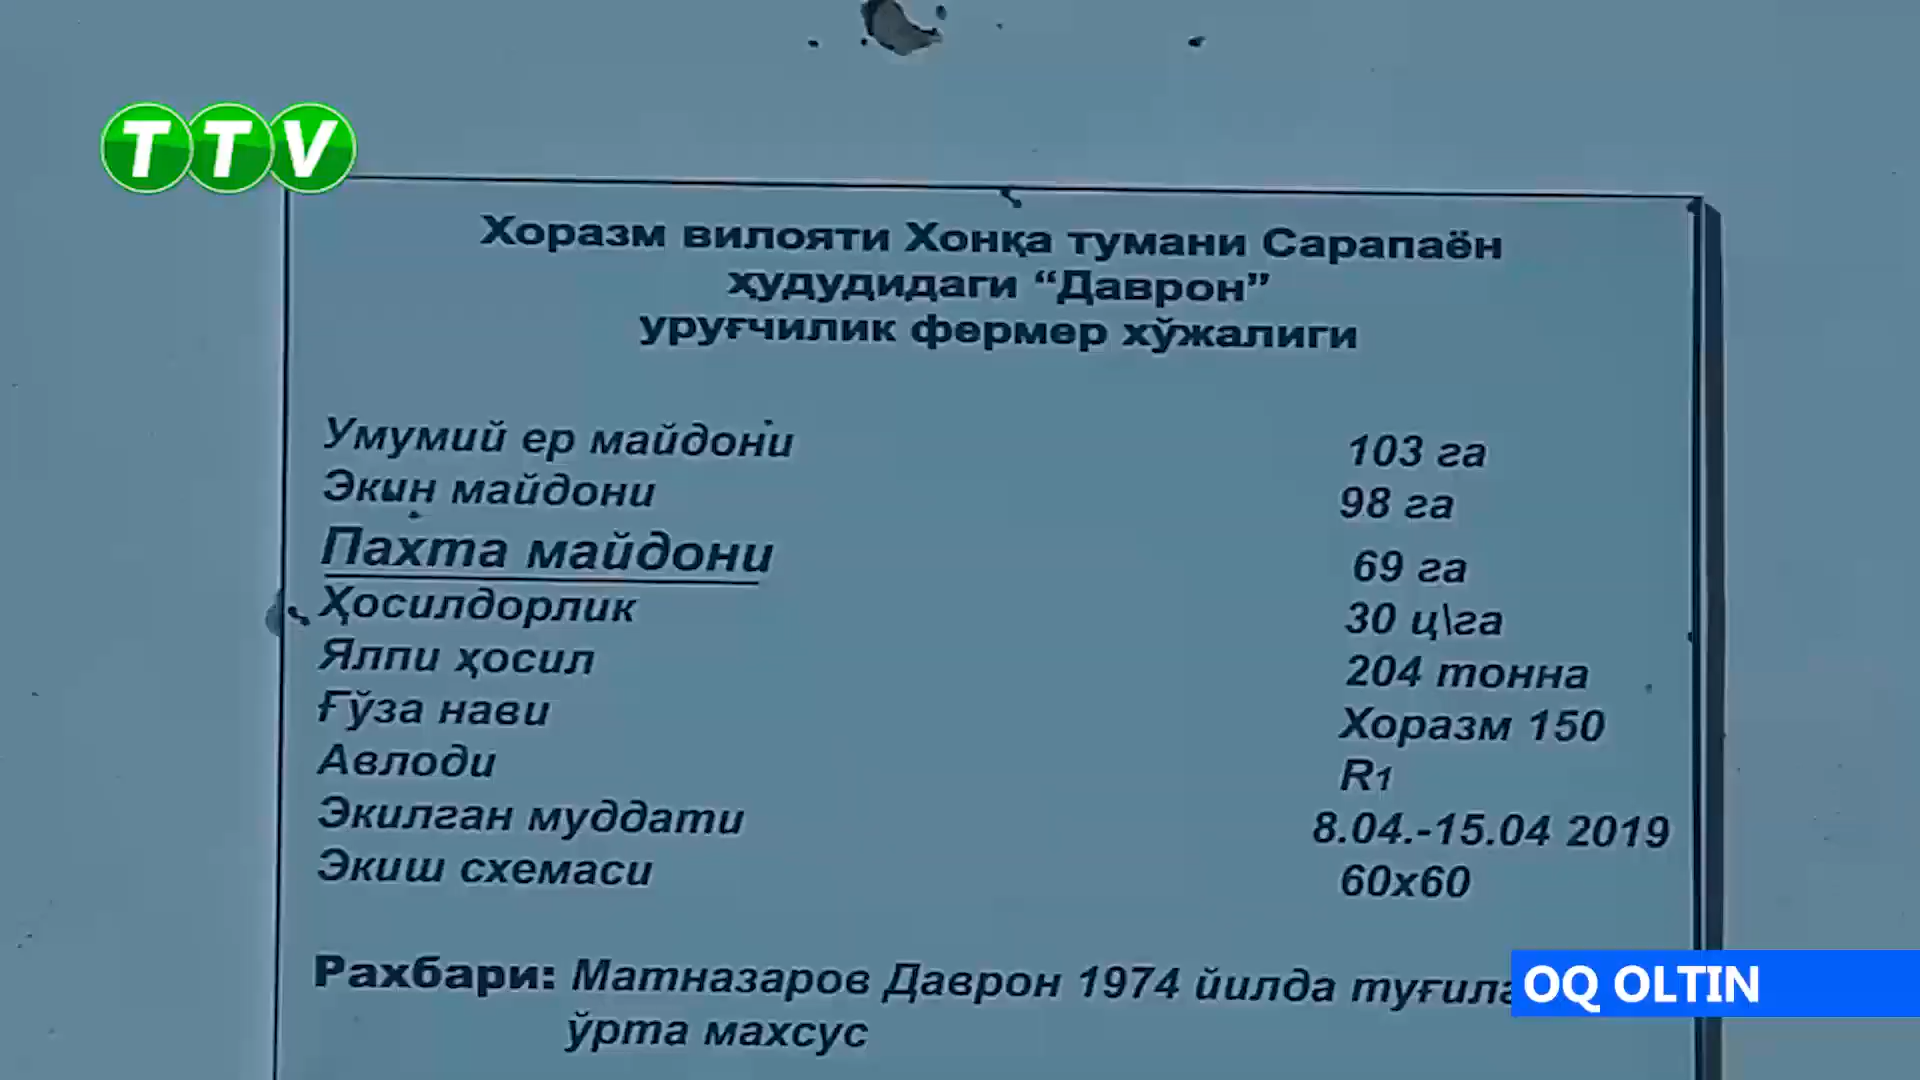 TTV
Хоразм вилояти Хонқа тумани Сарапаён
ҳудудидаги “Даврон”
уруғчилик фермер хўжалиги
Умумий ер майдони 103 га
Экин майдони 98 га
Пахта майдони 69 га
Ҳосилдорлик 30 ц\га
Ялпи ҳосил 204 тонна
Ғўза нави Хоразм 150
Авлоди R1
Экилган муддати 8.04.-15.04 2019
Экиш схемаси 60х60
Рахбари: Матназаров Даврон 1974 йилда
ўрта махсус
OQ OLTIN